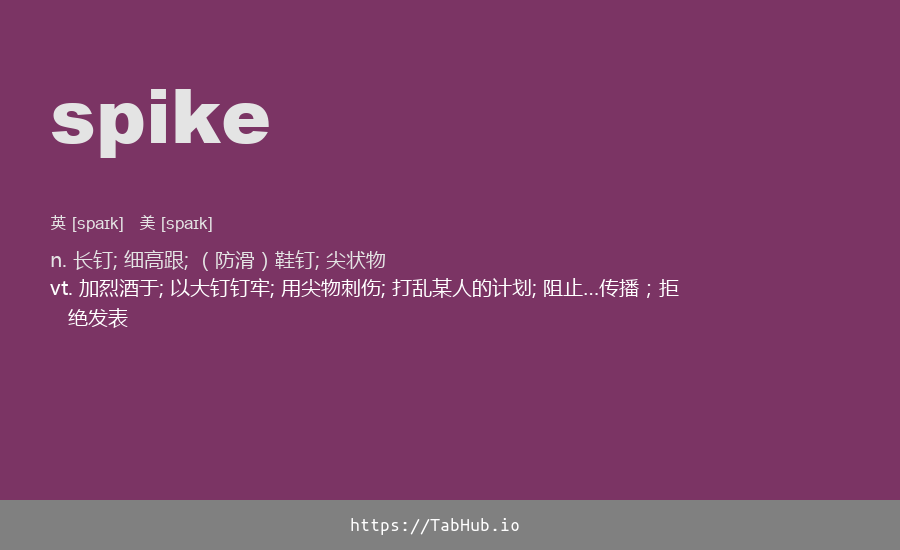 spike
英 [spaɪk] 美 [spaɪk]
n. 长钉; 细高跟; （防滑）鞋钉; 尖状物
vt. 加烈酒于; 以大钉钉牢; 用尖物刺伤; 打乱某人的计划; 阻止…传播；拒
绝发表
https://TabHub.io